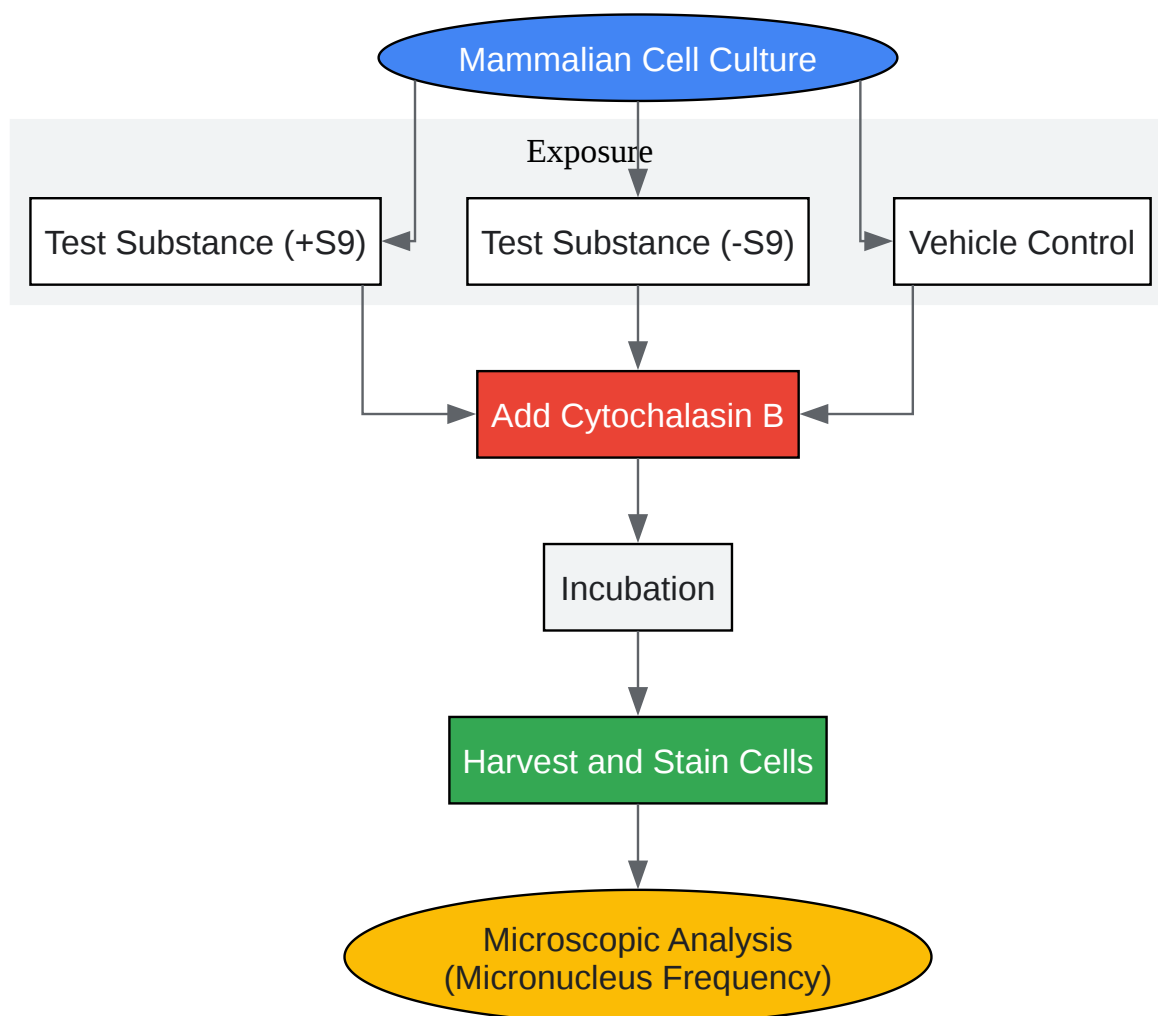 Mammalian Cell Culture
Exposure
Test Substance (+S9)
Test Substance (-S9)
Vehicle Control
Add Cytochalasin B
Incubation
Harvest and Stain Cells
Microscopic Analysis
(Micronucleus Frequency)